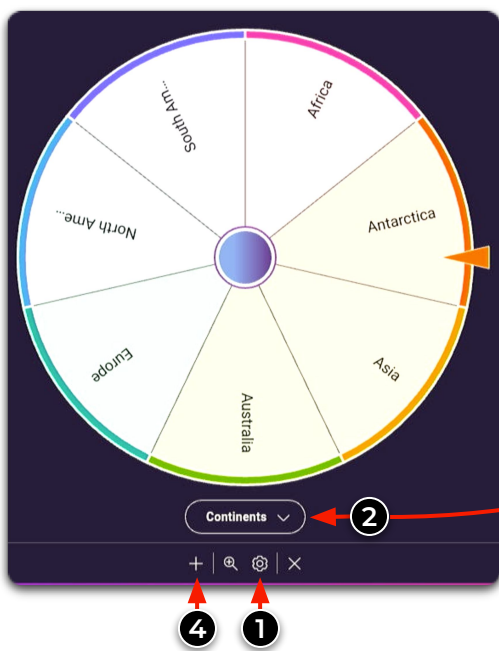 South Am...
Africa
North Ame...
Antarctica
Europe
Asia
Australia
Continents
2
4
1